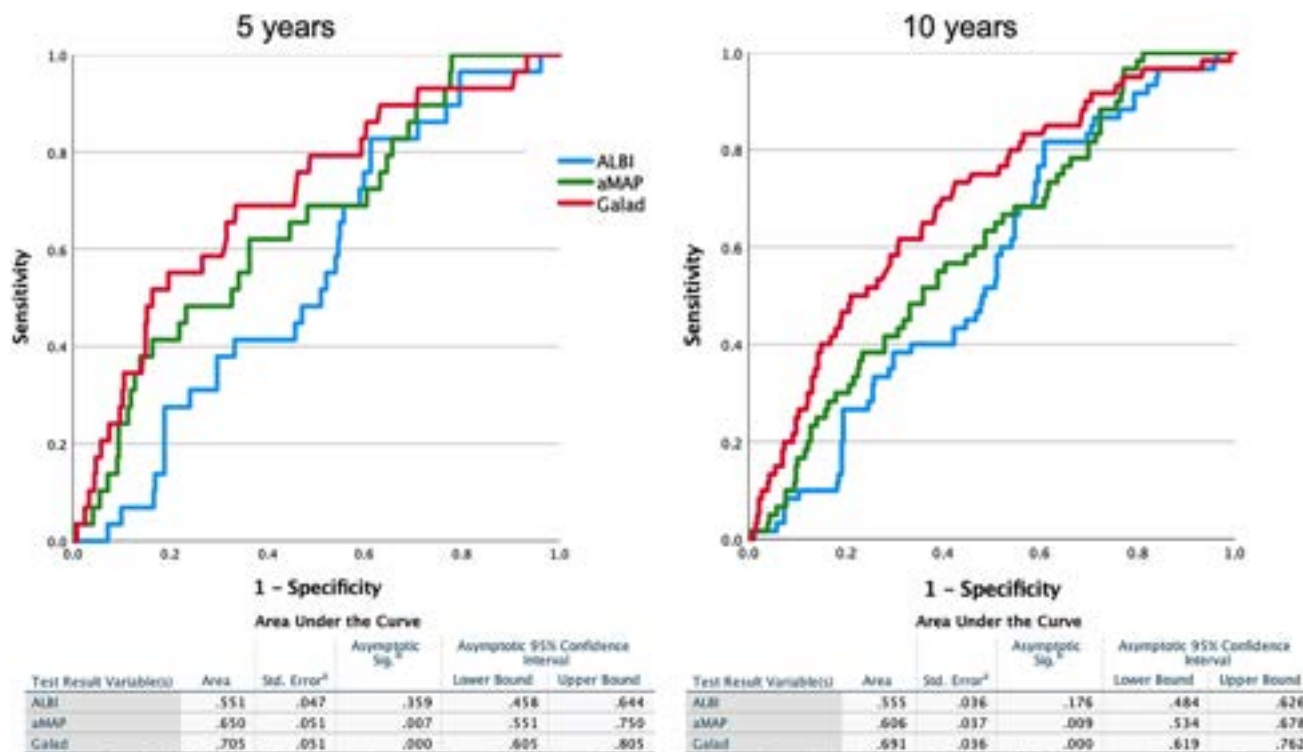 5 years
1.0
0.8
0.6
0.4
0.2
0.0
Sensitivity
0.0 0.2 0.4 0.6 0.8 1.0
1 - Specificity
ALBI
aMAP
Galad
Area Under the Curve
Test Result Variable(s) Area Std. Errorᵃ Asymptotic Sig.ᵇ Asymptotic 95% Confidence Interval
Lower Bound Upper Bound
ALBI .551 .047 .359 .458 .644
aMAP .650 .051 .007 .551 .750
Galad .705 .051 .000 .605 .805
10 years
1.0
0.8
0.6
0.4
0.2
0.0
Sensitivity
0.0 0.2 0.4 0.6 0.8 1.0
1 - Specificity
Area Under the Curve
Test Result Variable(s) Area Std. Errorᵃ Asymptotic Sig.ᵇ Asymptotic 95% Confidence Interval
Lower Bound Upper Bound
ALBI .555 .036 .176 .484 .626
aMAP .606 .037 .009 .534 .678
Galad .691 .036 .000 .619 .762